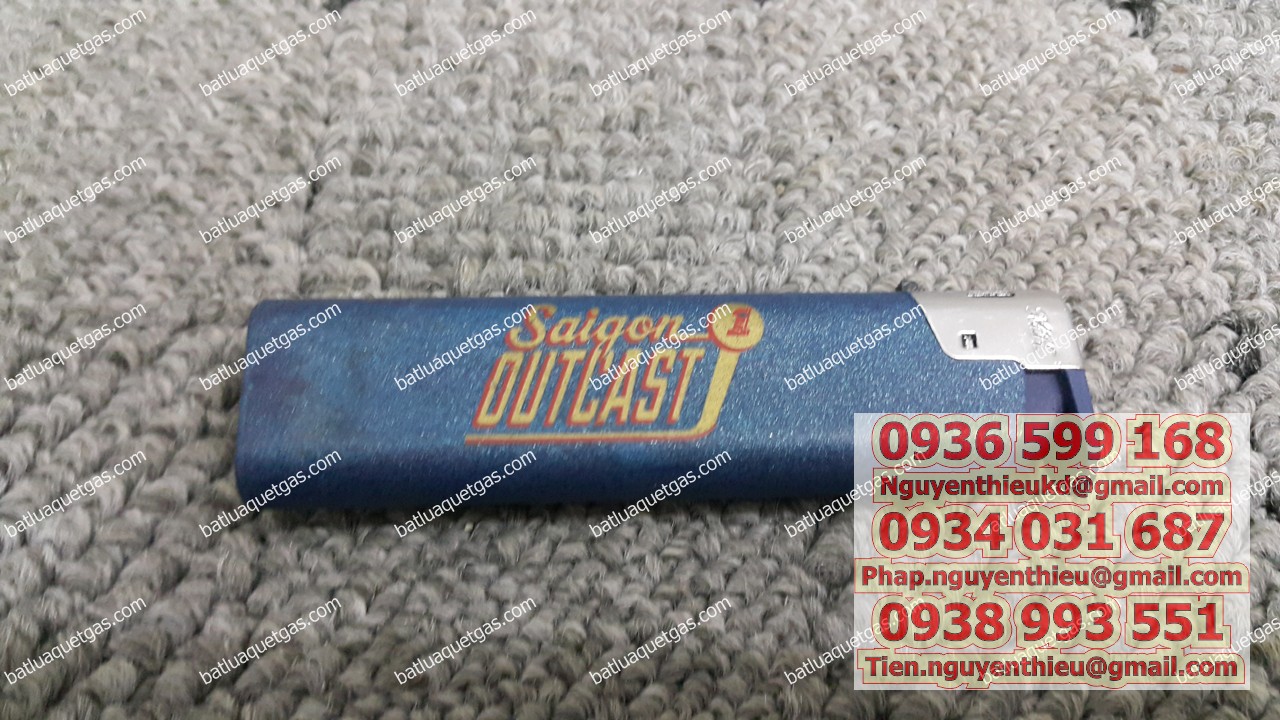 Saigon
1
OUTCAST
0936 599 168
Nguyenthieukd@gmail.com
0934 031 687
Phap.nguyenthieu@gmail.com
0938 993 551
Tien.nguyenthieu@gmail.com
batluaquetgas.com